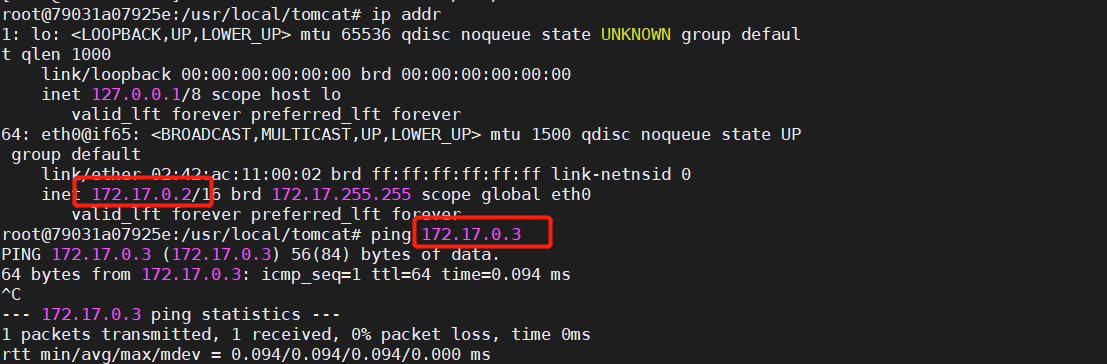 root@79031a07925e:/usr/local/tomcat# ip addr
1: lo: <LOOPBACK,UP,LOWER_UP> mtu 65536 qdisc noqueue state UNKNOWN group defaul
t qlen 1000
    link/loopback 00:00:00:00:00:00 brd 00:00:00:00:00:00
    inet 127.0.0.1/8 scope host lo
       valid_lft forever preferred_lft forever
64: eth0@if65: <BROADCAST,MULTICAST,UP,LOWER_UP> mtu 1500 qdisc noqueue state UP
 group default
    link/ether 02:42:ac:11:00:02 brd ff:ff:ff:ff:ff:ff link-netnsid 0
    inet 172.17.0.2/16 brd 172.17.255.255 scope global eth0
       valid_lft forever preferred_lft forever
root@79031a07925e:/usr/local/tomcat# ping 172.17.0.3
PING 172.17.0.3 (172.17.0.3) 56(84) bytes of data.
64 bytes from 172.17.0.3: icmp_seq=1 ttl=64 time=0.094 ms
^C
--- 172.17.0.3 ping statistics ---
1 packets transmitted, 1 received, 0% packet loss, time 0ms
rtt min/avg/max/mdev = 0.094/0.094/0.094/0.000 ms